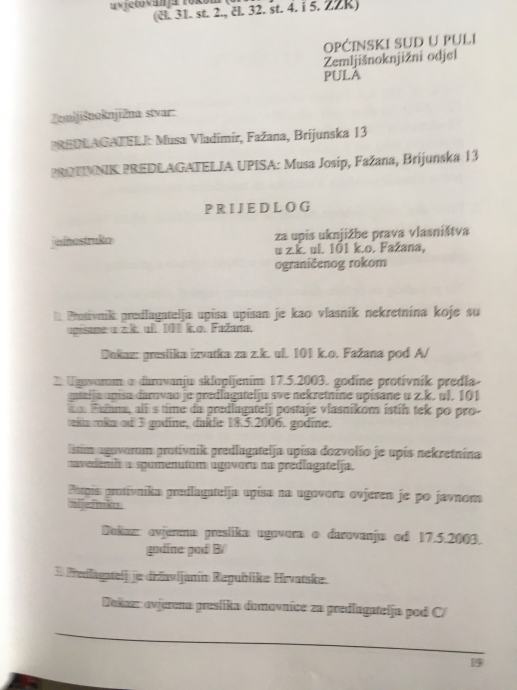 uvjetovanja rokom
(čl. 31. st. 2., čl. 32. st. 4. i 5. ZZK)
OPĆINSKI SUD U PULI
Zemljišnoknjižni odjel
PULA
Zemljišnoknjižna stvar:
PREDLAGATELJ: Musa Vladimir, Fažana, Brijunska 13
PROTIVNIK PREDLAGATELJA UPISA: Musa Josip, Fažana, Brijunska 13
PRIJEDLOG
jednostruko
za upis uknjižbe prava vlasništva
u z.k. ul. 101 k.o. Fažana,
ograničenog rokom
1. Protivnik predlagatelja upisa upisan je kao vlasnik nekretnina koje su
upisane u z.k. ul. 101 k.o. Fažana.
Dokaz: preslika izvatka za z.k. ul. 101 k.o. Fažana pod A/
2. Ugovorom o darovanju sklopljenim 17.5.2003. godine protivnik predla-
gatelja upisa darovao je predlagatelju sve nekretnine upisane u z.k. ul. 101
k.o. Fažana, ali s time da predlagatelj postaje vlasnikom istih tek po pro-
teku roka od 3 godine, dakle 18.5.2006. godine.
Istim ugovorom protivnik predlagatelja upisa dozvolio je upis nekretnina
navedenih u spomenutom ugovoru na predlagatelja.
Potpis protivnika predlagatelja upisa na ugovoru ovjeren je po javnom
bilježniku.
Dokaz: ovjerena preslika ugovora o darovanju od 17.5.2003.
godine pod B/
3. Predlagatelj je državljanin Republike Hrvatske.
Dokaz: ovjerena preslika domovnice za predlagatelja pod C/
19